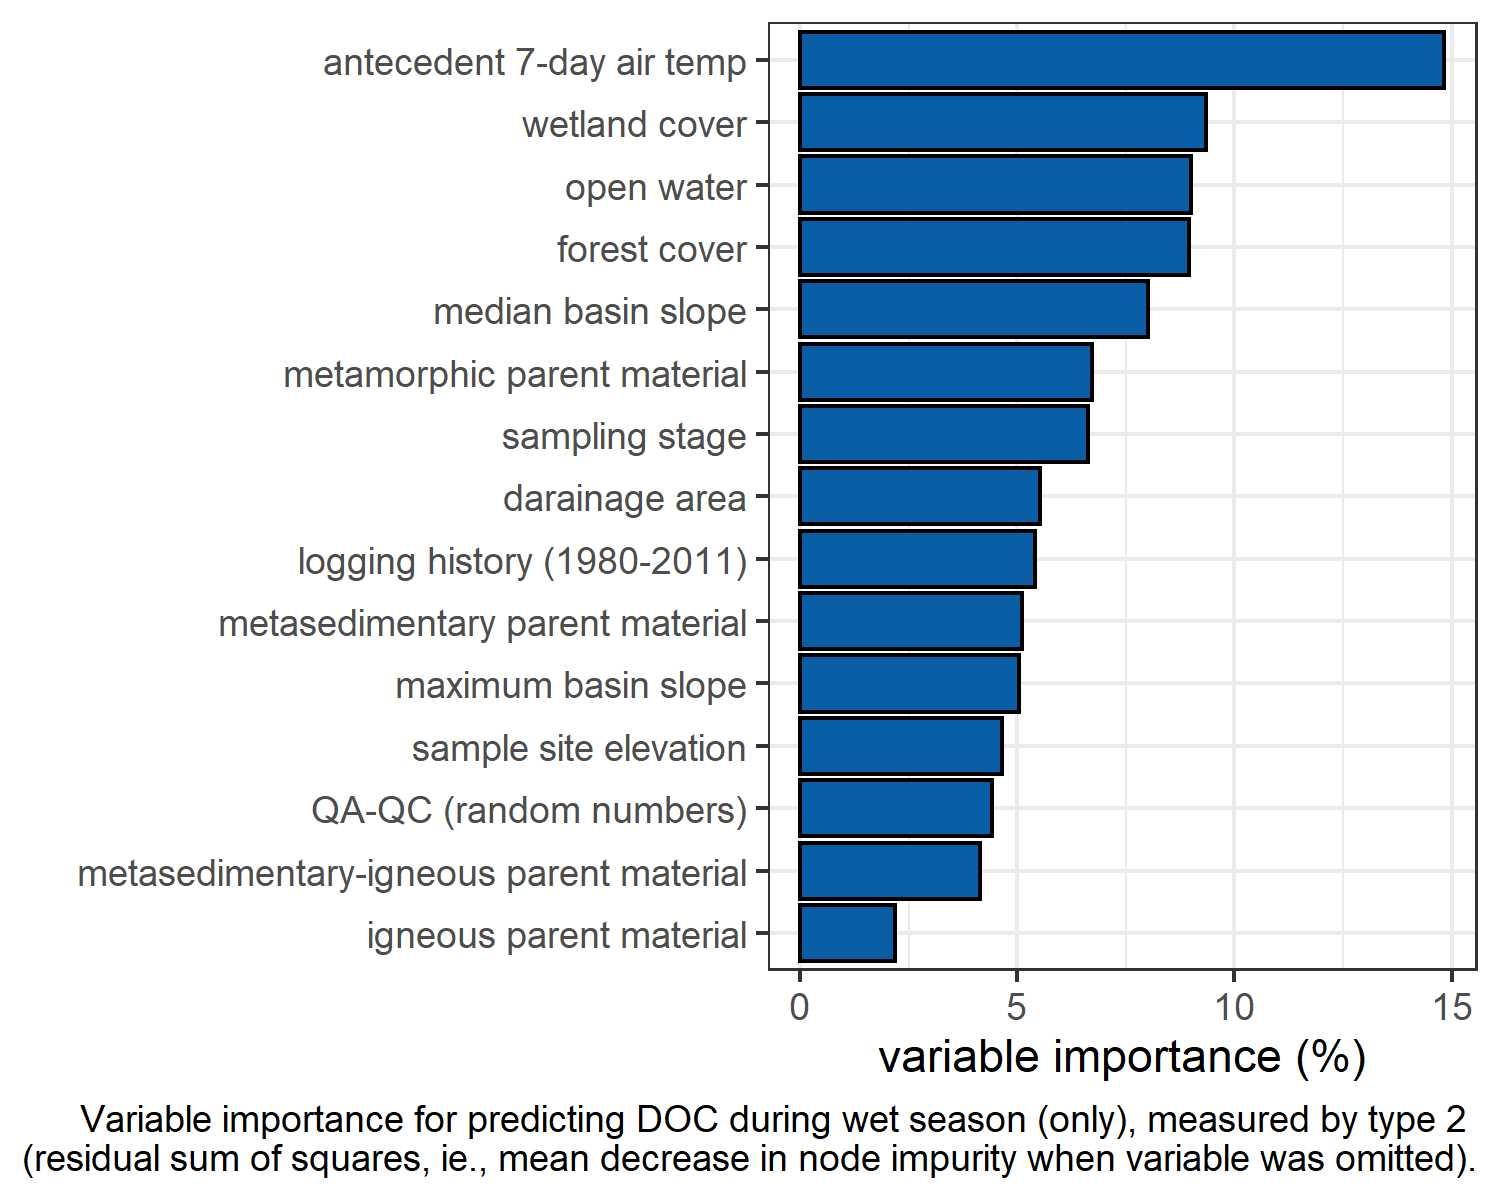 antecedent 7-day air temp
wetland cover
open water
forest cover
median basin slope
metamorphic parent material
sampling stage
darainage area
logging history (1980-2011)
metasedimentary parent material
maximum basin slope
sample site elevation
QA-QC (random numbers)
metasedimentary-igneous parent material
igneous parent material
0 5 10 15
variable importance (%)
Variable importance for predicting DOC during wet season (only), measured by type 2
(residual sum of squares, ie., mean decrease in node impurity when variable was omitted).